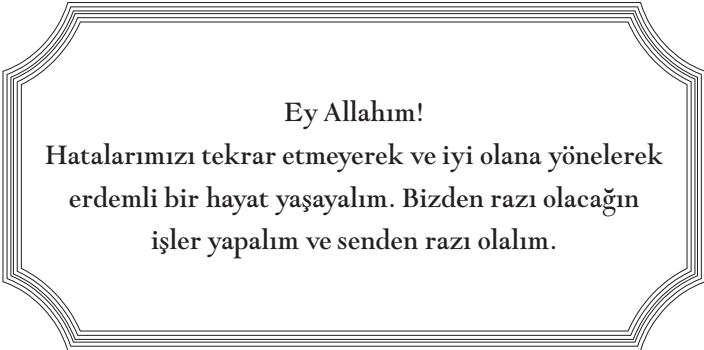 Ey Allahım!
Hatalarımızı tekrar etmeyerek ve iyi olana yönelerek
erdemli bir hayat yaşayalım. Bizden razı olacağın
işler yapalım ve senden razı olalım.